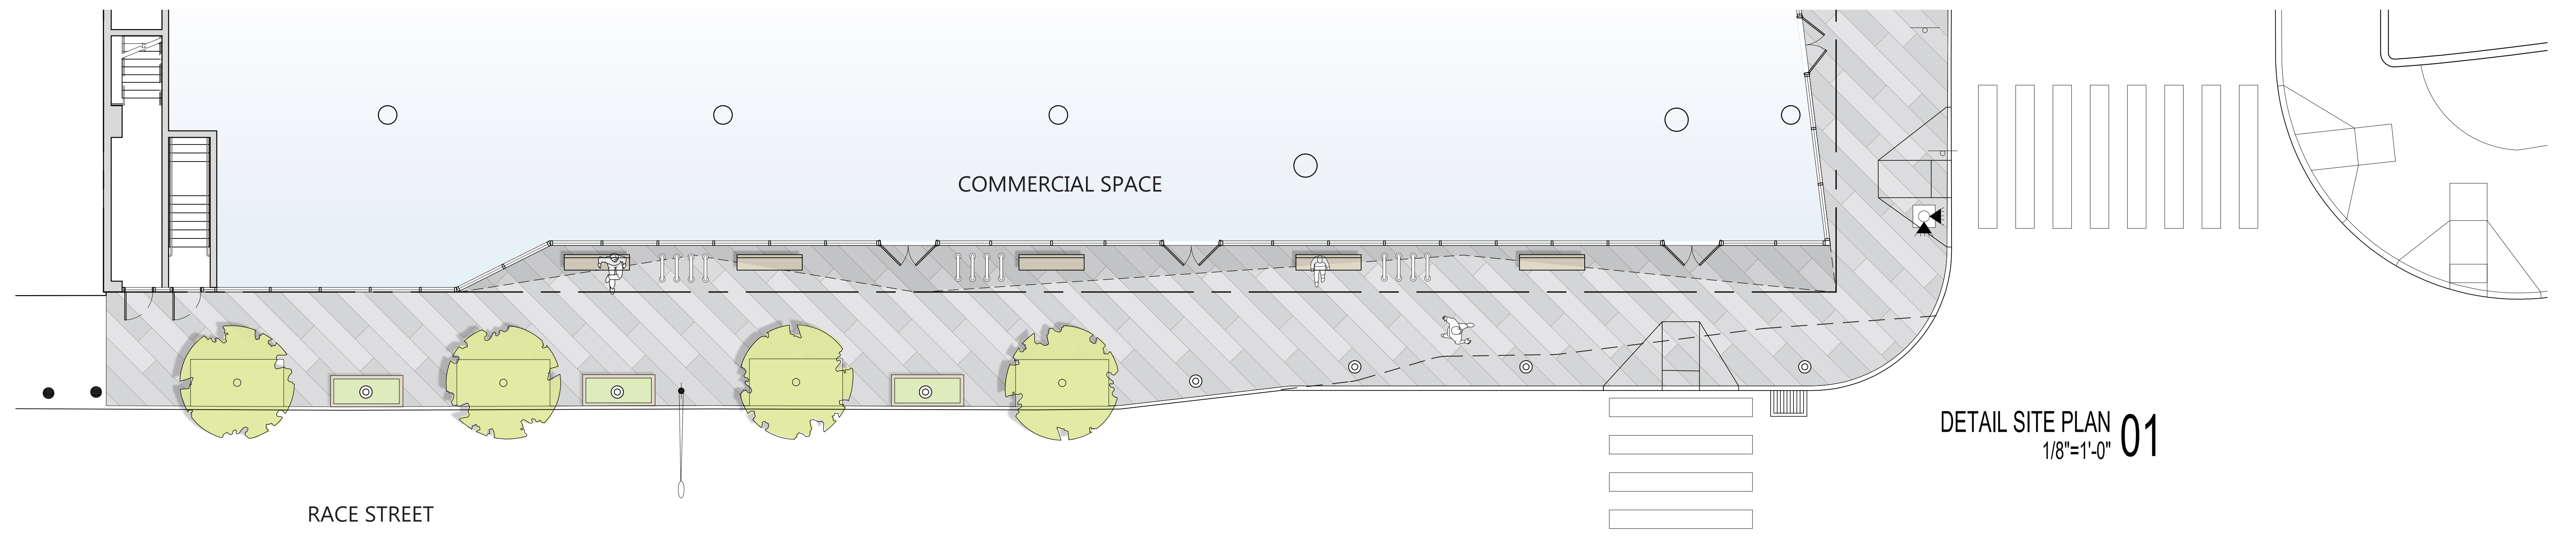 COMMERCIAL SPACE
DETAIL SITE PLAN 01
1/8"=1'-0"
RACE STREET